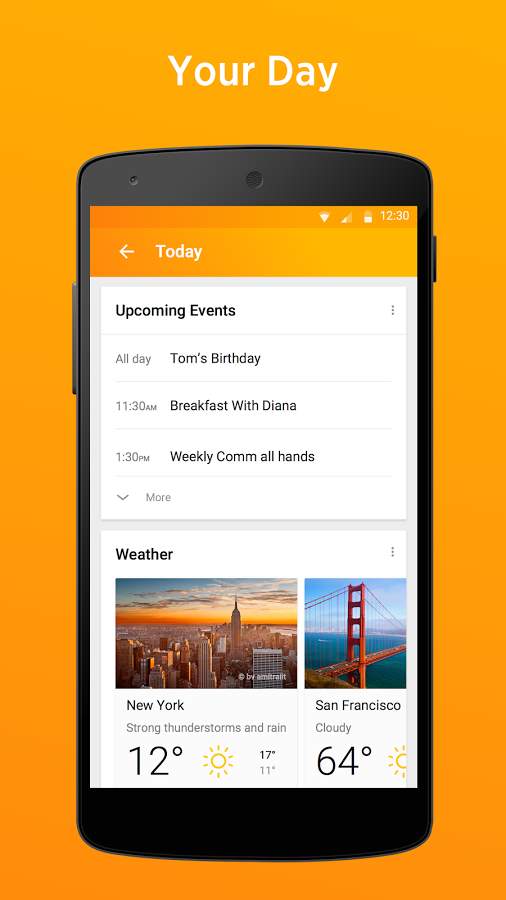 Your Day
12:30
Today
Upcoming Events
All day Tom's Birthday
11:30AM Breakfast With Diana
1:30PM Weekly Comm all hands
More
Weather
© by amitralit
New York San Francisco
Strong thunderstorms and rain Cloudy
12° 17° 64°
11°